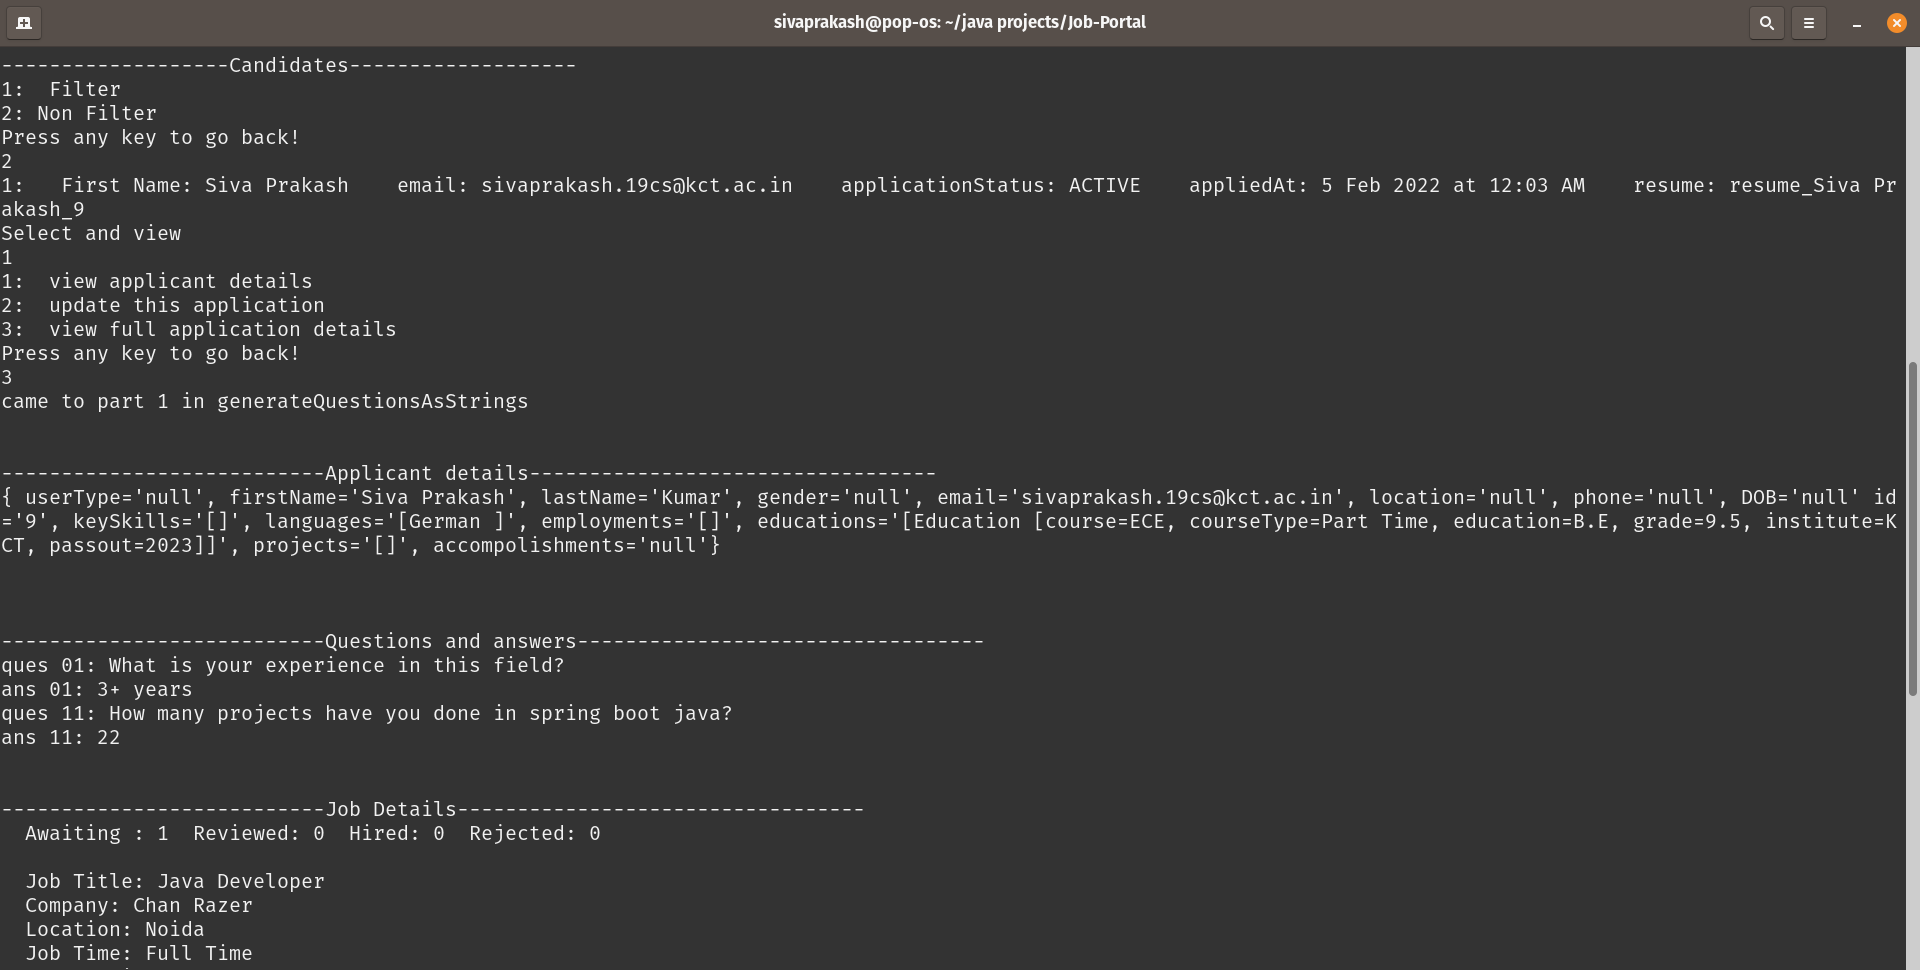 sivaprakash@pop-os: ~/java projects/Job-Portal
-------------------Candidates-------------------
1:  Filter
2: Non Filter
Press any key to go back!
2
1:   First Name: Siva Prakash    email: sivaprakash.19cs@kct.ac.in    applicationStatus: ACTIVE    appliedAt: 5 Feb 2022 at 12:03 AM    resume: resume_Siva Pr
akash_9
Select and view
1
1:  view applicant details
2:  update this application
3:  view full application details
Press any key to go back!
3
came to part 1 in generateQuestionsAsStrings
---------------------------Applicant details----------------------------------
{ userType='null', firstName='Siva Prakash', lastName='Kumar', gender='null', email='sivaprakash.19cs@kct.ac.in', location='null', phone='null', DOB='null' id
='9', keySkills='[]', languages='[German ]', employments='[]', educations='[Education [course=ECE, courseType=Part Time, education=B.E, grade=9.5, institute=K
CT, passout=2023]]', projects='[]', accompolishments='null'}
---------------------------Questions and answers----------------------------------
ques 01: What is your experience in this field?
ans 01: 3+ years
ques 11: How many projects have you done in spring boot java?
ans 11: 22
---------------------------Job Details----------------------------------
  Awaiting : 1  Reviewed: 0  Hired: 0  Rejected: 0
  Job Title: Java Developer
  Company: Chan Razer
  Location: Noida
  Job Time: Full Time